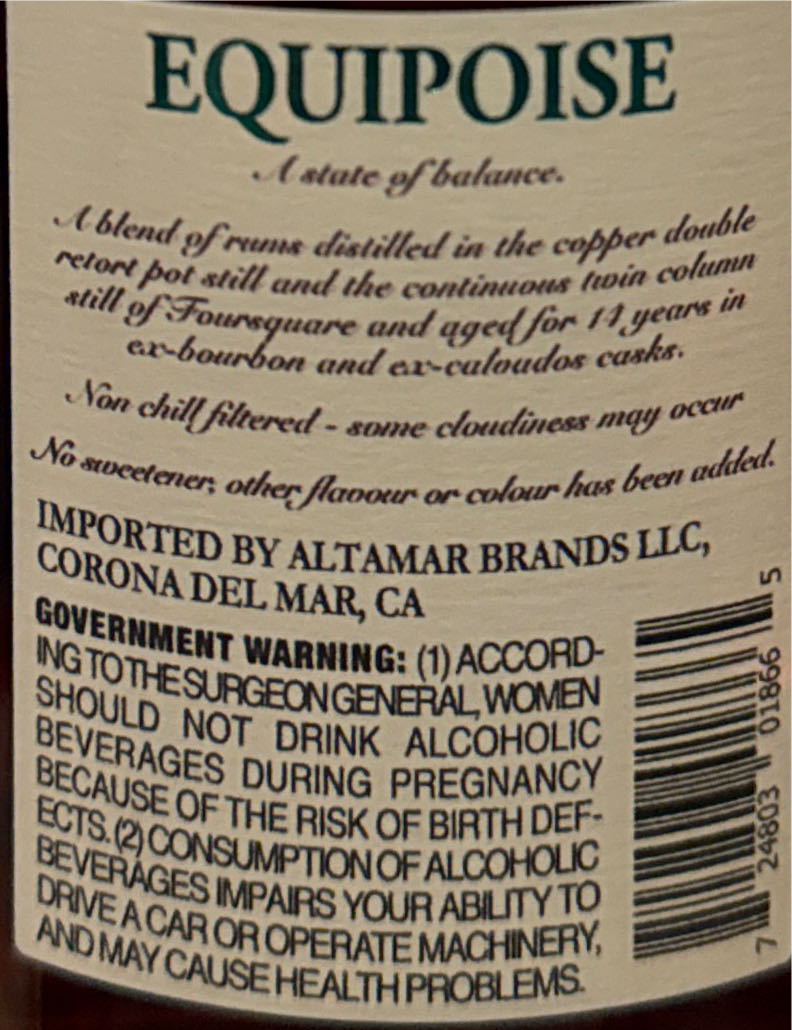 EQUIPOISE
A state of balance.
A blend of rums distilled in the copper double
retort pot still and the continuous twin column
still of Foursquare and aged for 14 years in
ex-bourbon and ex-calvados casks.
Non chill filtered - some cloudiness may occur
No sweetener, other flavour or colour has been added.
IMPORTED BY ALTAMAR BRANDS LLC,
CORONA DEL MAR, CA
GOVERNMENT WARNING: (1) ACCORD-
ING TO THE SURGEON GENERAL, WOMEN
SHOULD NOT DRINK ALCOHOLIC
BEVERAGES DURING PREGNANCY
BECAUSE OF THE RISK OF BIRTH DEF-
ECTS. (2) CONSUMPTION OF ALCOHOLIC
BEVERAGES IMPAIRS YOUR ABILITY TO
DRIVE A CAR OR OPERATE MACHINERY,
AND MAY CAUSE HEALTH PROBLEMS.
7 24803 01866 5